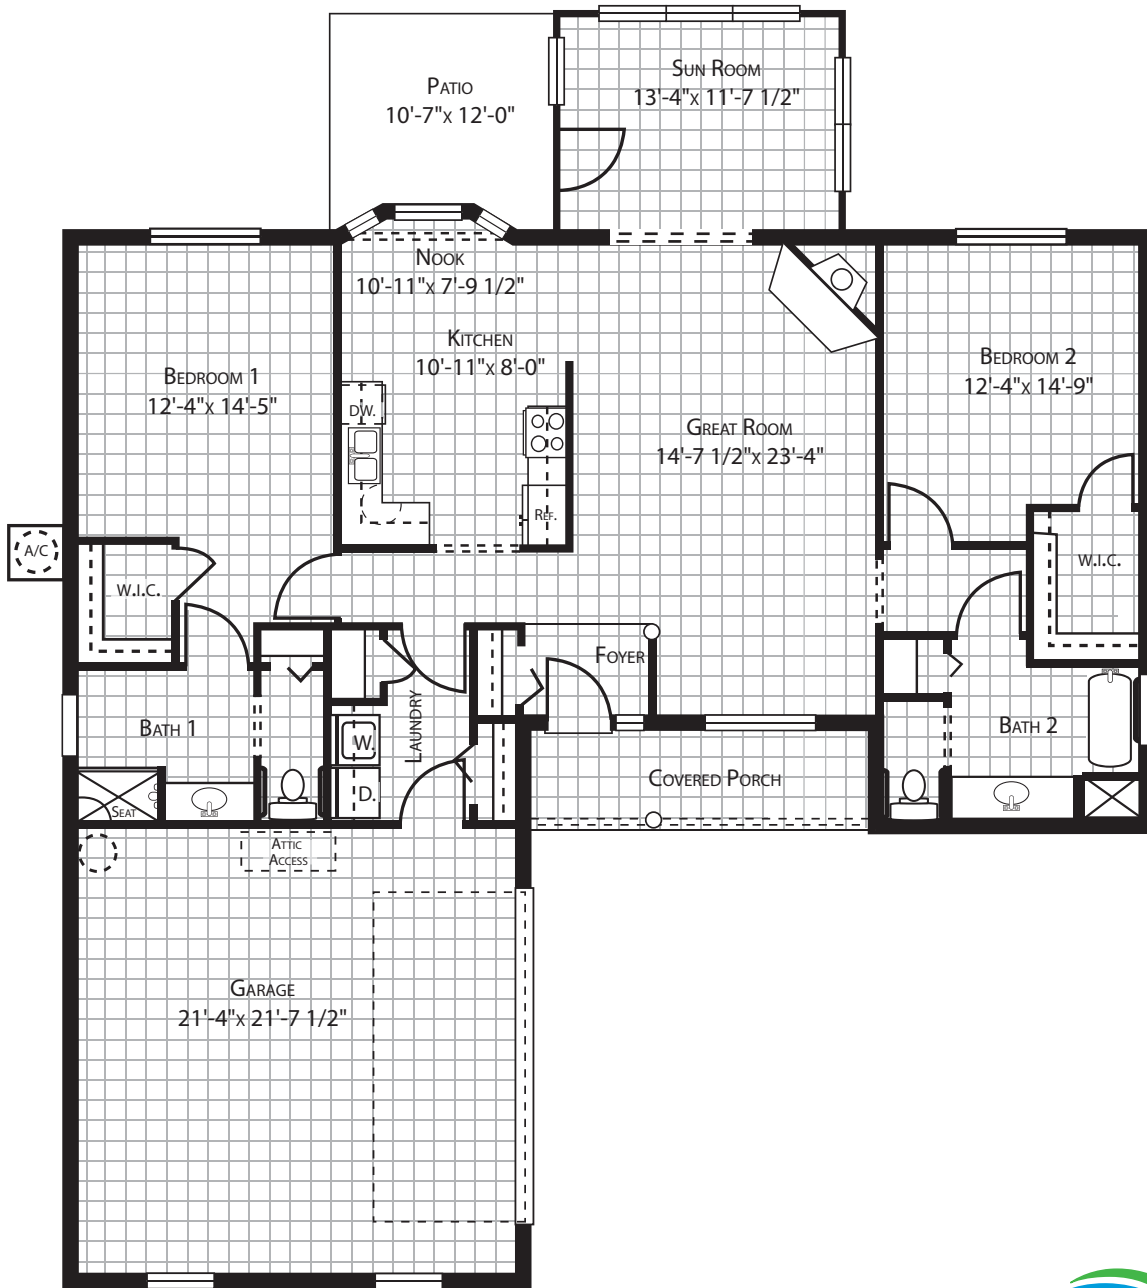 Sun Room
13'-4"x 11'-7 1/2"
Patio
10'-7"x 12'-0"
Nook
10'-11"x 7'-9 1/2"
Kitchen
10'-11"x 8'-0"
Bedroom 1
12'-4"x 14'-5"
Bedroom 2
12'-4"x 14'-9"
DW.
Great Room
14'-7 1/2"x 23'-4"
Ref.
A/C
W.I.C.
W.I.C.
Foyer
Laundry
Bath 1
W.
Bath 2
D.
Covered Porch
Seat
Attic
Access
Garage
21'-4"x 21'-7 1/2"